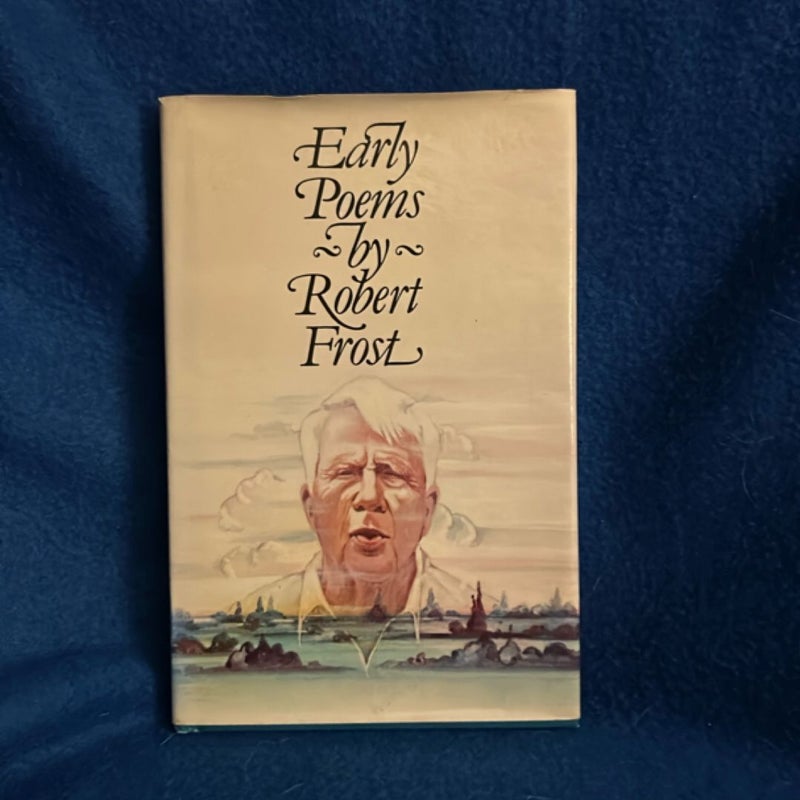 Early
Poems
~by~
Robert
Frost